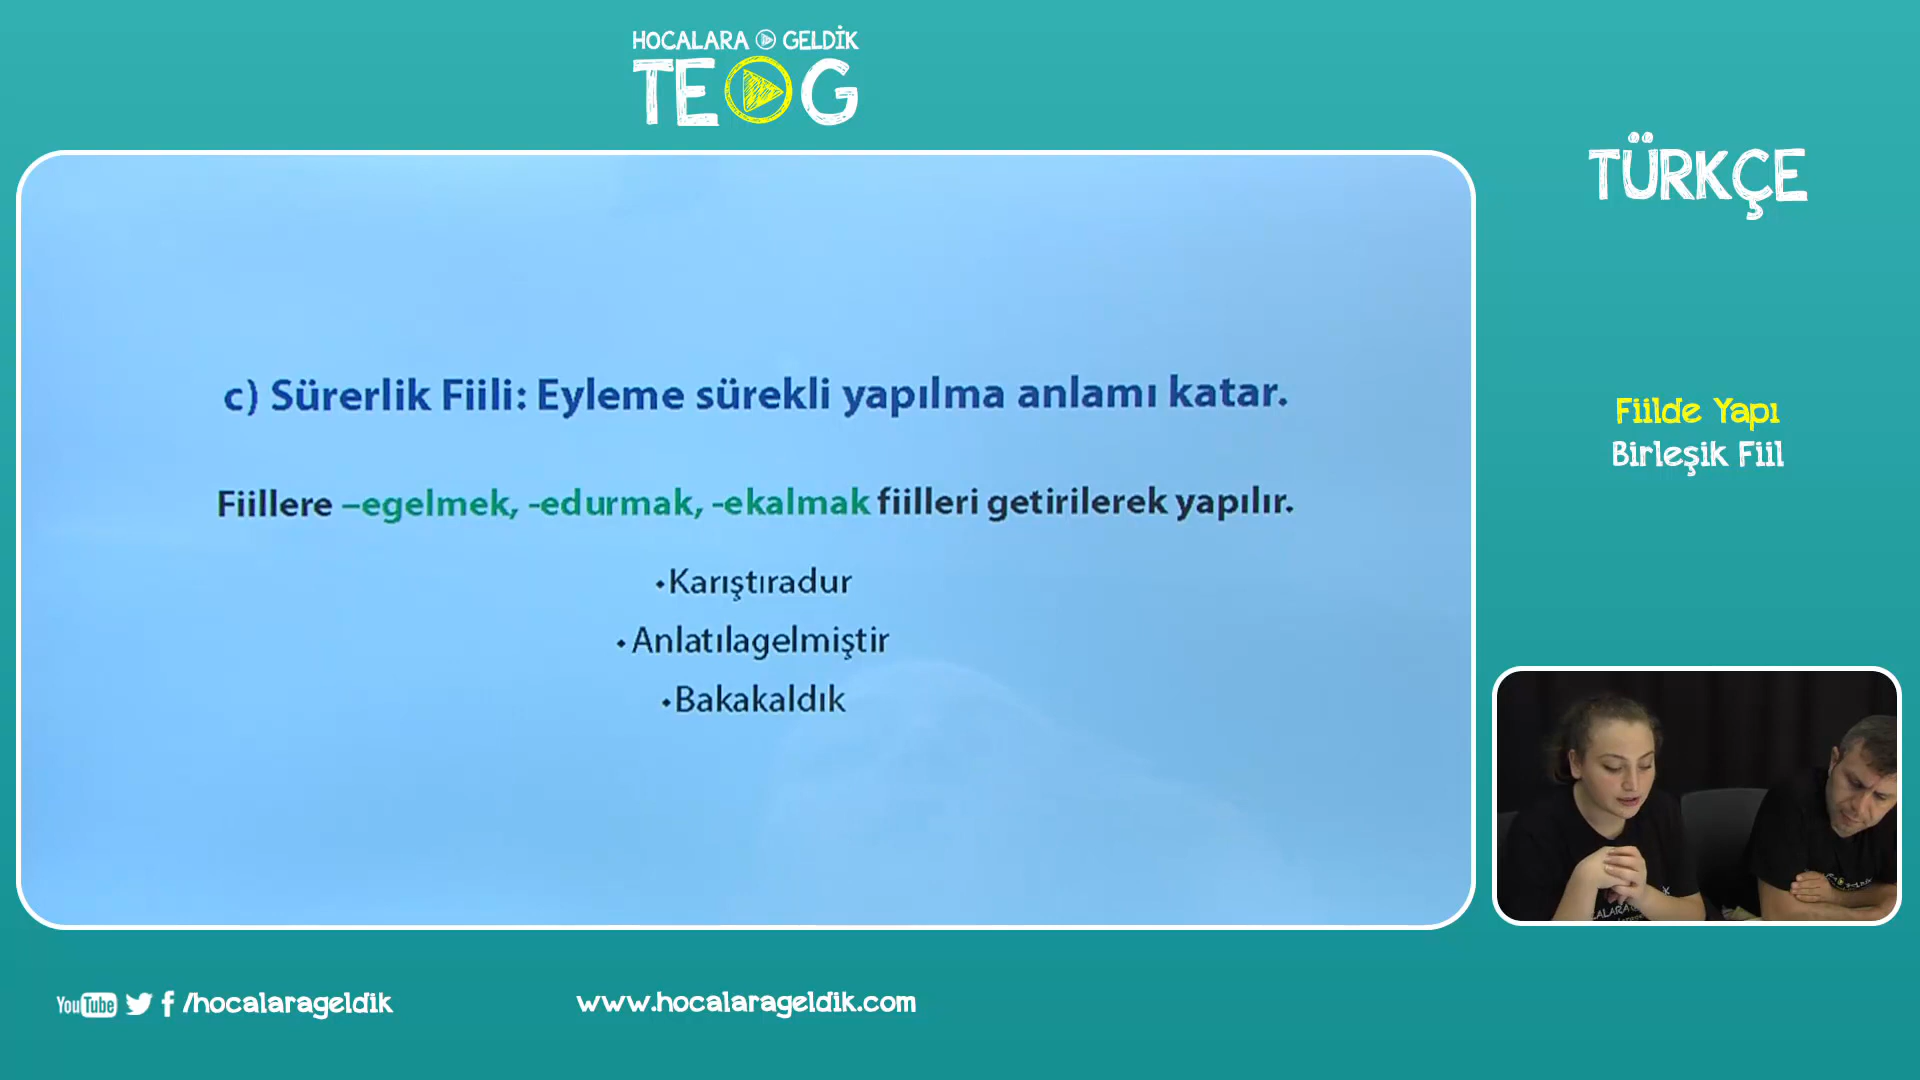 HOCALARA GELDİK
TEOG
TÜRKÇE
c) Sürerlik Fiili: Eyleme sürekli yapılma anlamı katar.
Fiillere –egelmek, -edurmak, -ekalmak fiilleri getirilerek yapılır.
•Karıştıradur
•Anlatılagelmiştir
•Bakakaldık
Fiilde Yapı
Birleşik Fiil
YouTube /hocalarageldik
www.hocalarageldik.com